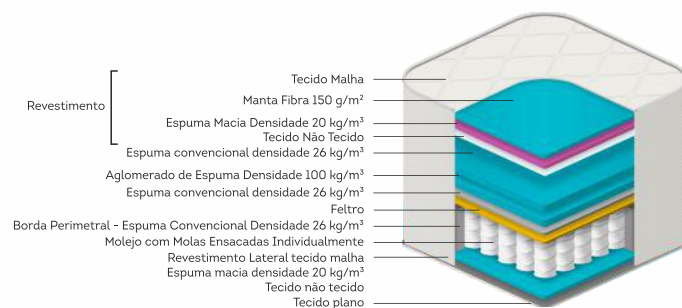 Tecido Malha
Manta Fibra 150 g/m²
Revestimento
Espuma Macia Densidade 20 kg/m³
Tecido Não Tecido
Espuma convencional densidade 26 kg/m³
Aglomerado de Espuma Densidade 100 kg/m³
Espuma convencional densidade 26 kg/m³
Feltro
Borda Perimetral - Espuma Convencional Densidade 26 kg/m³
Molejo com Molas Ensacadas Individualmente
Revestimento Lateral tecido malha
Espuma macia densidade 20 kg/m³
Tecido não tecido
Tecido plano